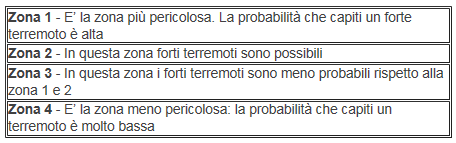 Zona 1 - E' la zona più pericolosa. La probabilità che capiti un forte
terremoto è alta
Zona 2 - In questa zona forti terremoti sono possibili
Zona 3 - In questa zona i forti terremoti sono meno probabili rispetto alla
zona 1 e 2
Zona 4 - E' la zona meno pericolosa: la probabilità che capiti un
terremoto è molto bassa